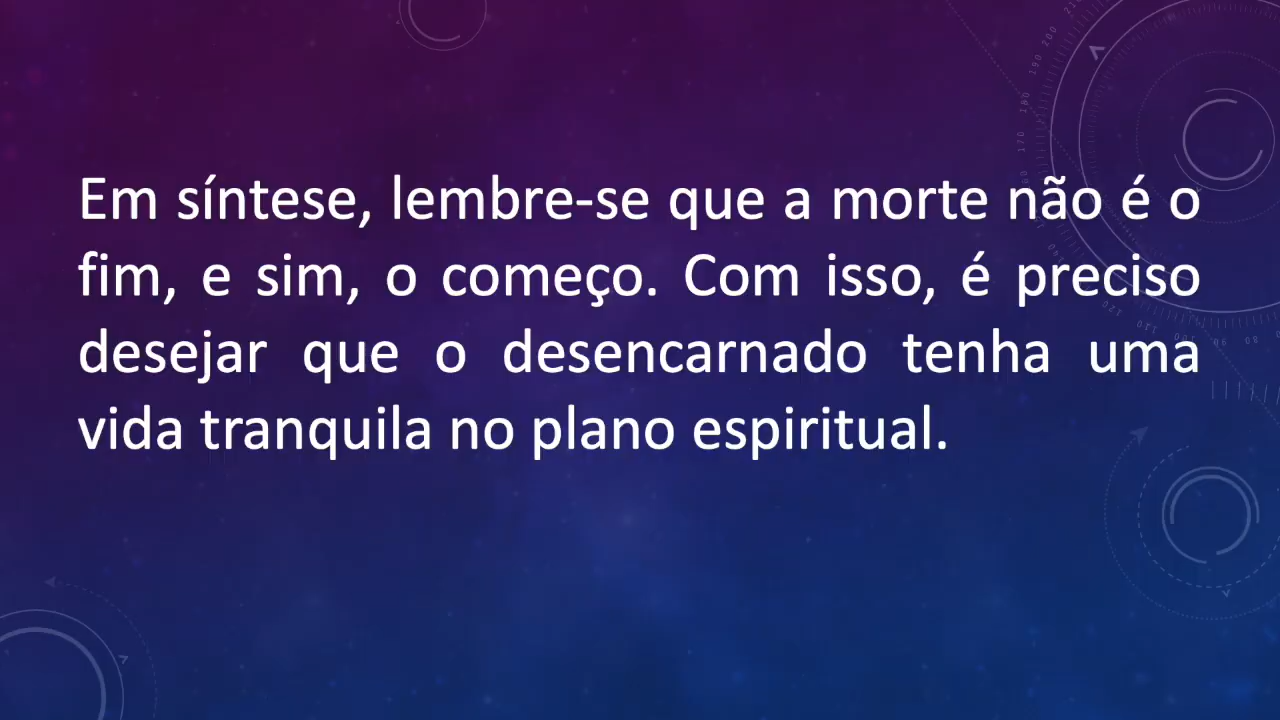 Em síntese, lembre-se que a morte não é o
fim, e sim, o começo. Com isso, é preciso
desejar que o desencarnado tenha uma
vida tranquila no plano espiritual.